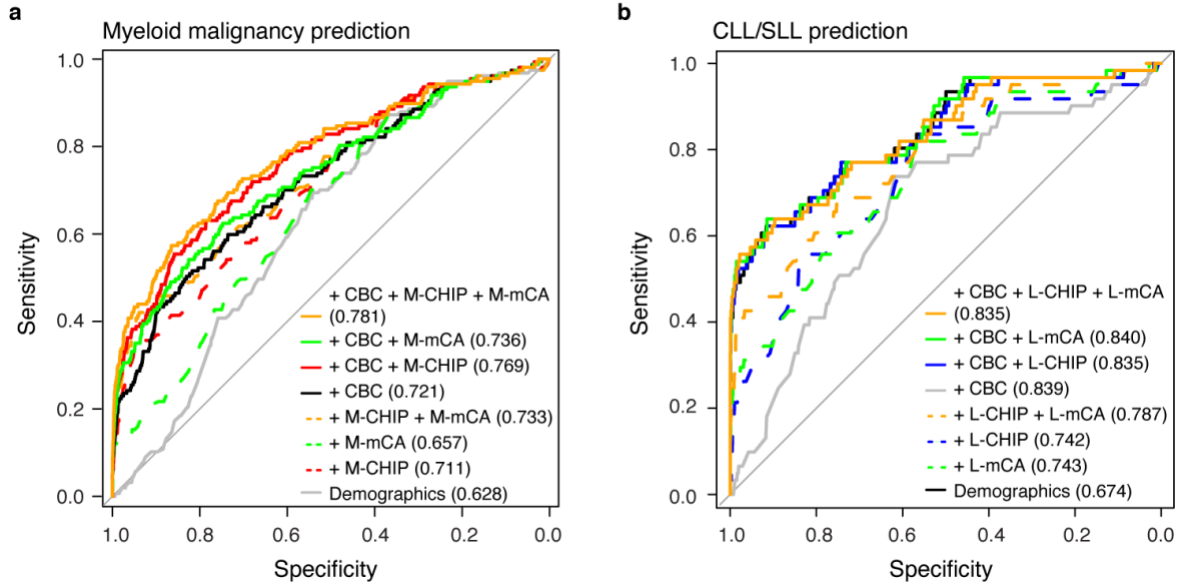 a
Myeloid malignancy prediction
1.0
0.8
0.6
0.4
0.2
0.0
Sensitivity
1.0 0.8 0.6 0.4 0.2 0.0
Specificity
+ CBC + M-CHIP + M-mCA
(0.781)
+ CBC + M-mCA (0.736)
+ CBC + M-CHIP (0.769)
+ CBC (0.721)
+ M-CHIP + M-mCA (0.733)
+ M-mCA (0.657)
+ M-CHIP (0.711)
Demographics (0.628)
b
CLL/SLL prediction
1.0
0.8
0.6
0.4
0.2
0.0
Sensitivity
1.0 0.8 0.6 0.4 0.2 0.0
Specificity
+ CBC + L-CHIP + L-mCA
(0.835)
+ CBC + L-mCA (0.840)
+ CBC + L-CHIP (0.835)
+ CBC (0.839)
+ L-CHIP + L-mCA (0.787)
+ L-CHIP (0.742)
+ L-mCA (0.743)
Demographics (0.674)